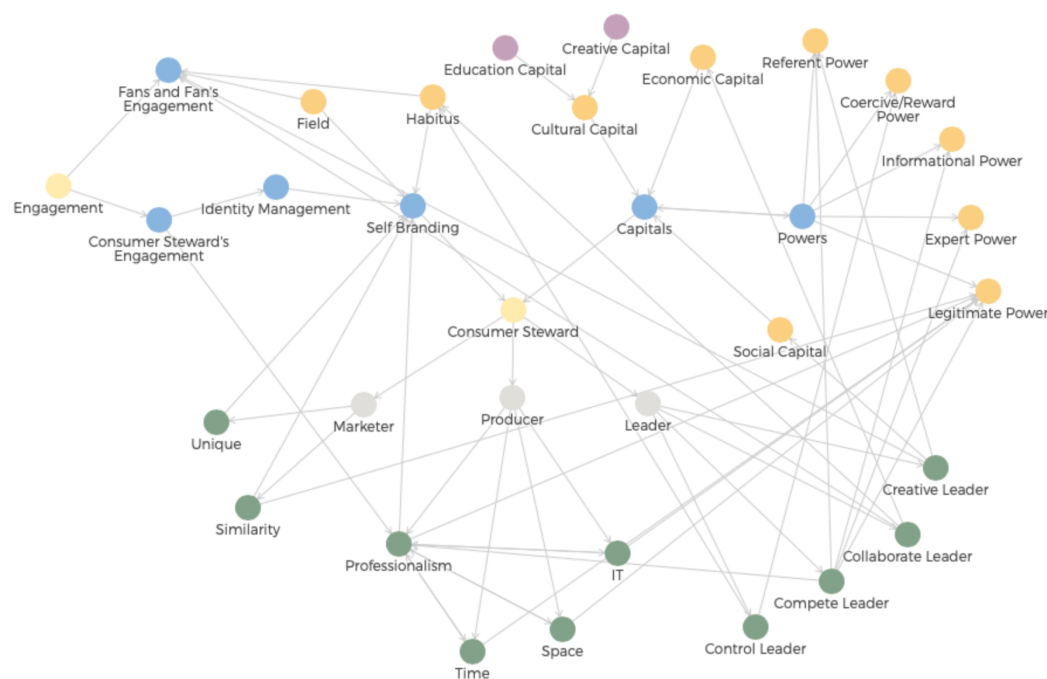 Creative Capital
Education Capital
Referent Power
Economic Capital
Fans and Fan's
Engagement
Field
Habitus
Cultural Capital
Coercive/Reward
Power
Informational Power
Engagement
Identity Management
Consumer Steward's
Engagement
Self Branding
Capitals
Powers
Expert Power
Legitimate Power
Consumer Steward
Social Capital
Unique
Marketer
Producer
Leader
Creative Leader
Similarity
Professionalism
IT
Collaborate Leader
Compete Leader
Control Leader
Space
Time